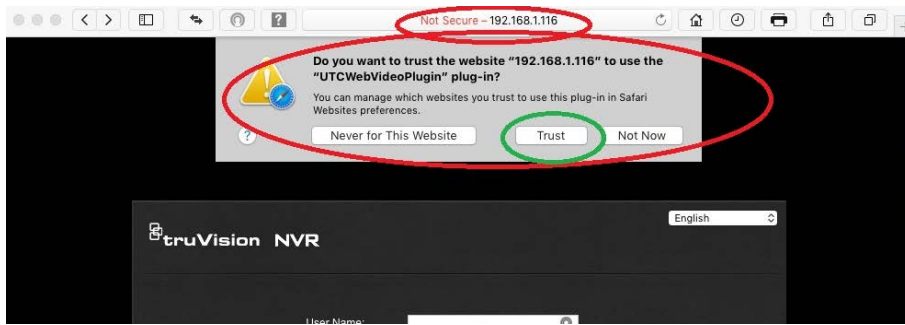 Not Secure – 192.168.1.116
Do you want to trust the website “192.168.1.116” to use the
“UTCWebVideoPlugin” plug-in?
You can manage which websites you trust to use this plug-in in Safari
Websites preferences.
?
Never for This Website
Trust
Not Now
English
truVision NVR
User Name: